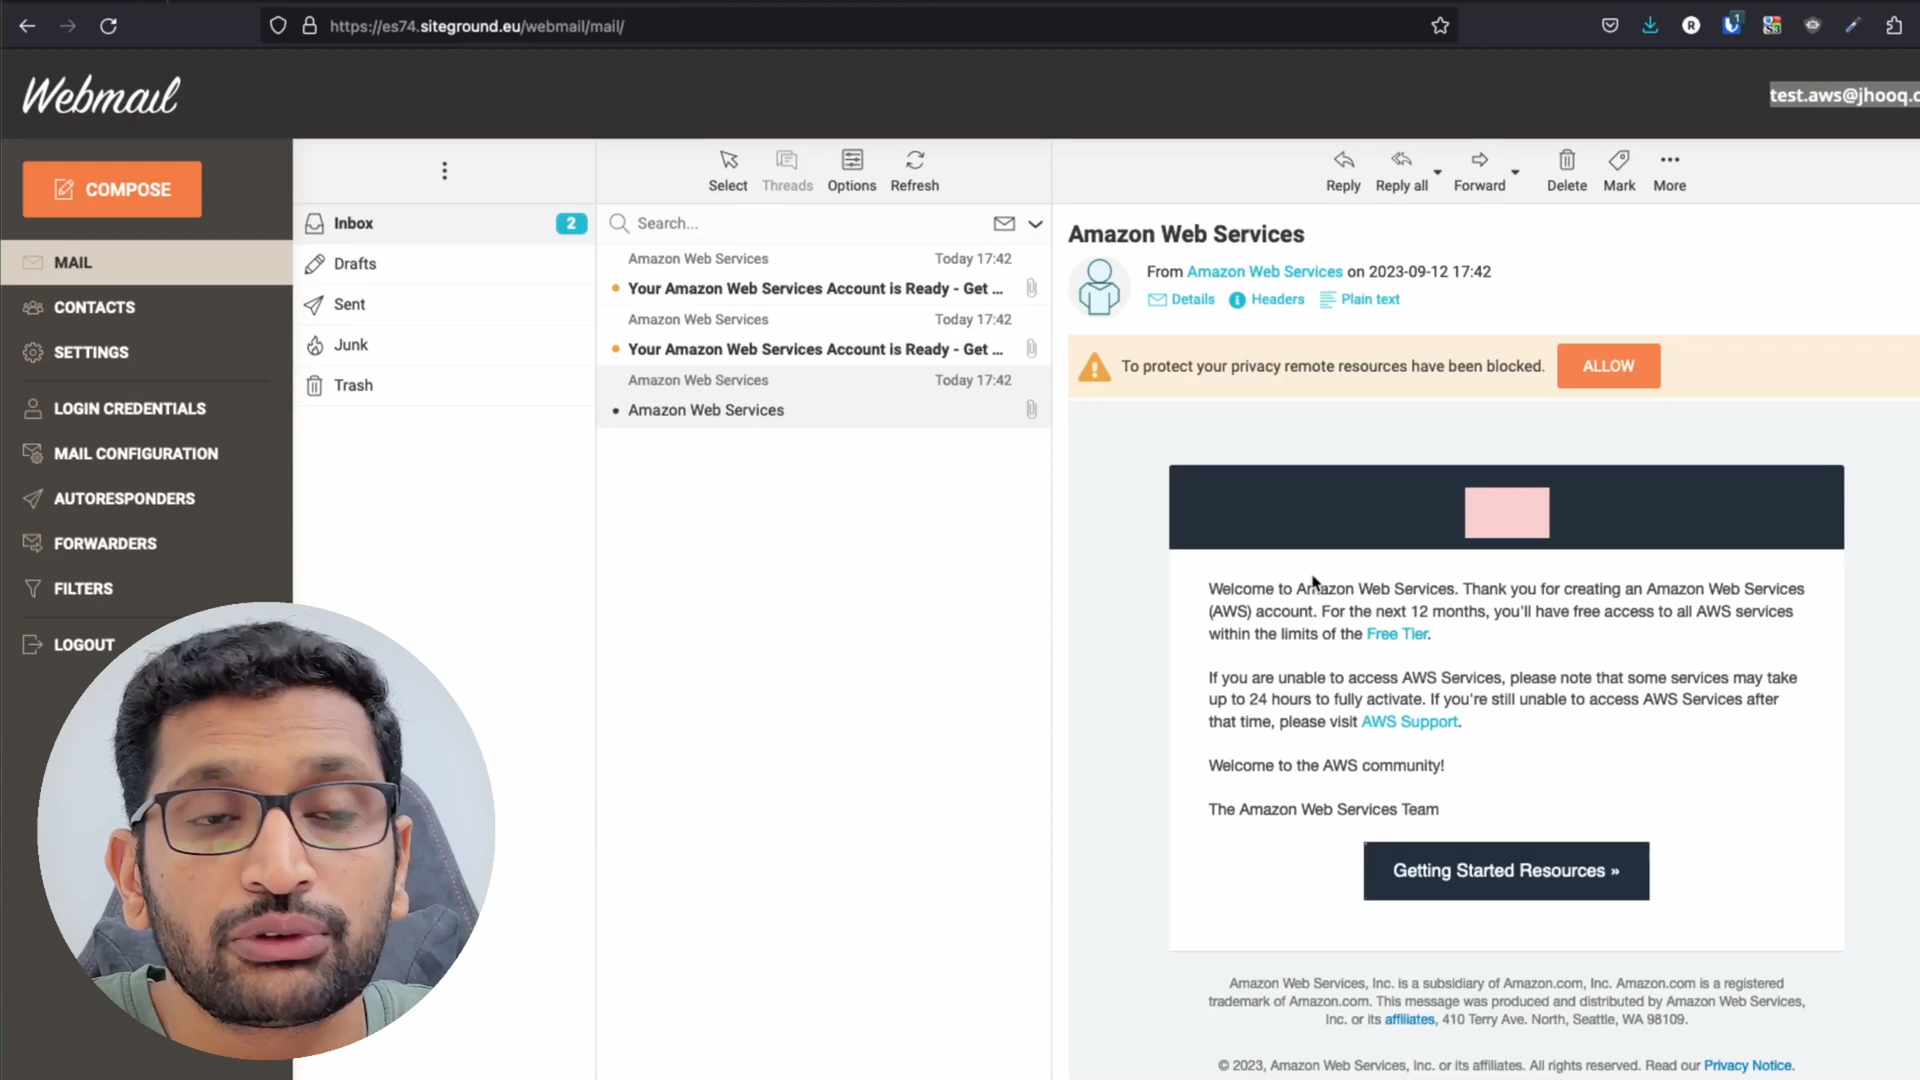 https://es74.siteground.eu/webmail/mail/
R
1
Webmail
test.aws@jhooq.c
COMPOSE
MAIL
CONTACTS
SETTINGS
LOGIN CREDENTIALS
MAIL CONFIGURATION
AUTORESPONDERS
FORWARDERS
FILTERS
LOGOUT
Inbox
2
Drafts
Sent
Junk
Trash
Select
Threads
Options
Refresh
Search...
Amazon Web Services Today 17:42
Your Amazon Web Services Account is Ready - Get ...
Amazon Web Services Today 17:42
Your Amazon Web Services Account is Ready - Get ...
Amazon Web Services Today 17:42
Amazon Web Services
Reply
Reply all
Forward
Delete
Mark
More
Amazon Web Services
From Amazon Web Services on 2023-09-12 17:42
Details
Headers
Plain text
To protect your privacy remote resources have been blocked.
ALLOW
Welcome to Amazon Web Services. Thank you for creating an Amazon Web Services
(AWS) account. For the next 12 months, you'll have free access to all AWS services
within the limits of the Free Tier.
If you are unable to access AWS Services, please note that some services may take
up to 24 hours to fully activate. If you're still unable to access AWS Services after
that time, please visit AWS Support.
Welcome to the AWS community!
The Amazon Web Services Team
Getting Started Resources »
Amazon Web Services, Inc. is a subsidiary of Amazon.com, Inc. Amazon.com is a registered
trademark of Amazon.com. This message was produced and distributed by Amazon Web Services,
Inc. or its affiliates, 410 Terry Ave. North, Seattle, WA 98109.
© 2023, Amazon Web Services, Inc. or its affiliates. All rights reserved. Read our Privacy Notice.